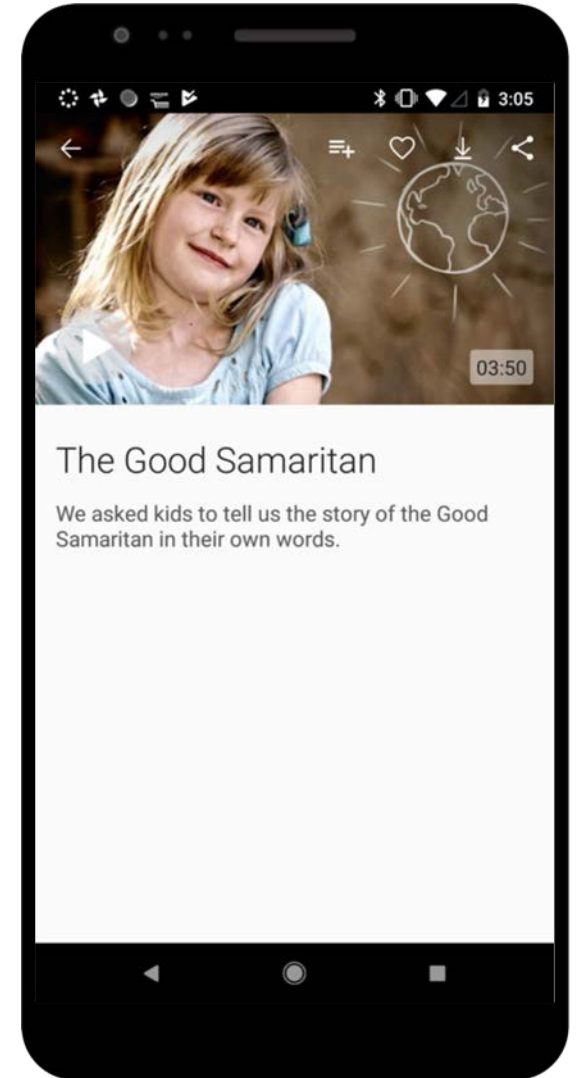 3:05
03:50
The Good Samaritan
We asked kids to tell us the story of the Good
Samaritan in their own words.